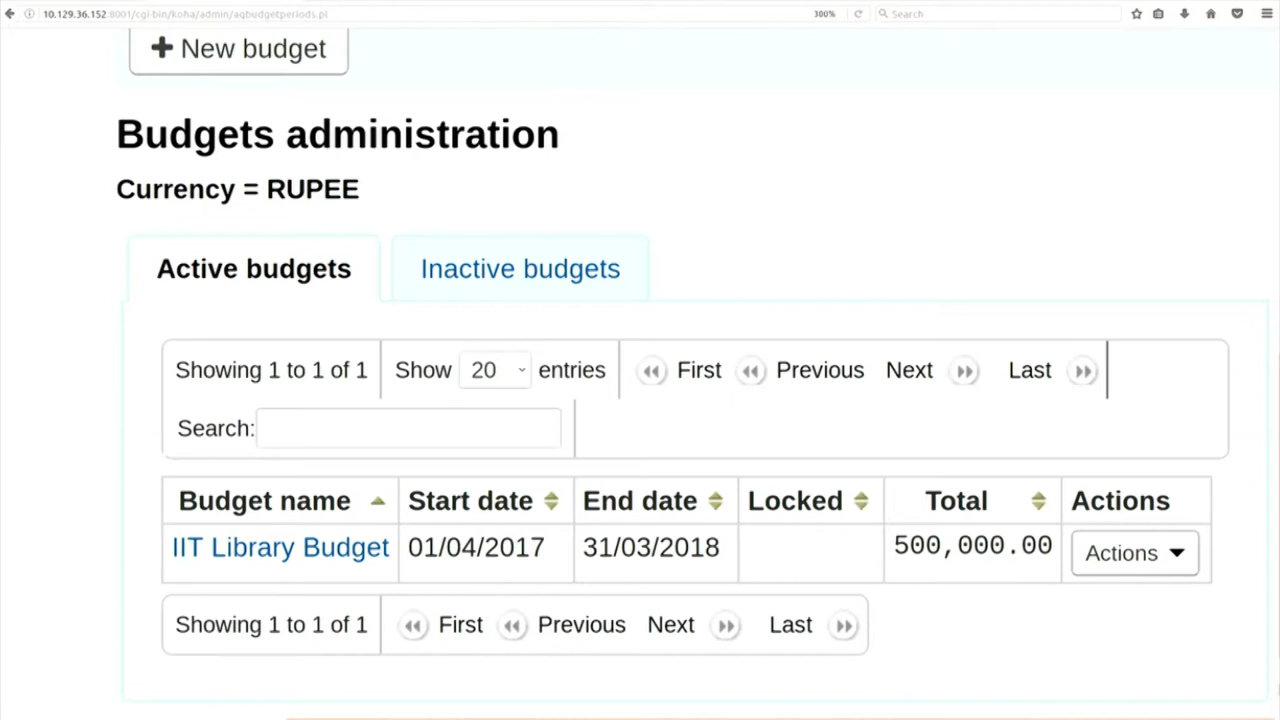 10.129.36.152:8001/cgi-bin/koha/admin/aqbudgetperiods.pl 300% Search
New budget
Budgets administration
Currency = RUPEE
Active budgets Inactive budgets
Showing 1 to 1 of 1 Show 20 entries First Previous Next Last
Search:
Budget name Start date End date Locked Total Actions
IIT Library Budget 01/04/2017 31/03/2018 500,000.00 Actions
Showing 1 to 1 of 1 First Previous Next Last